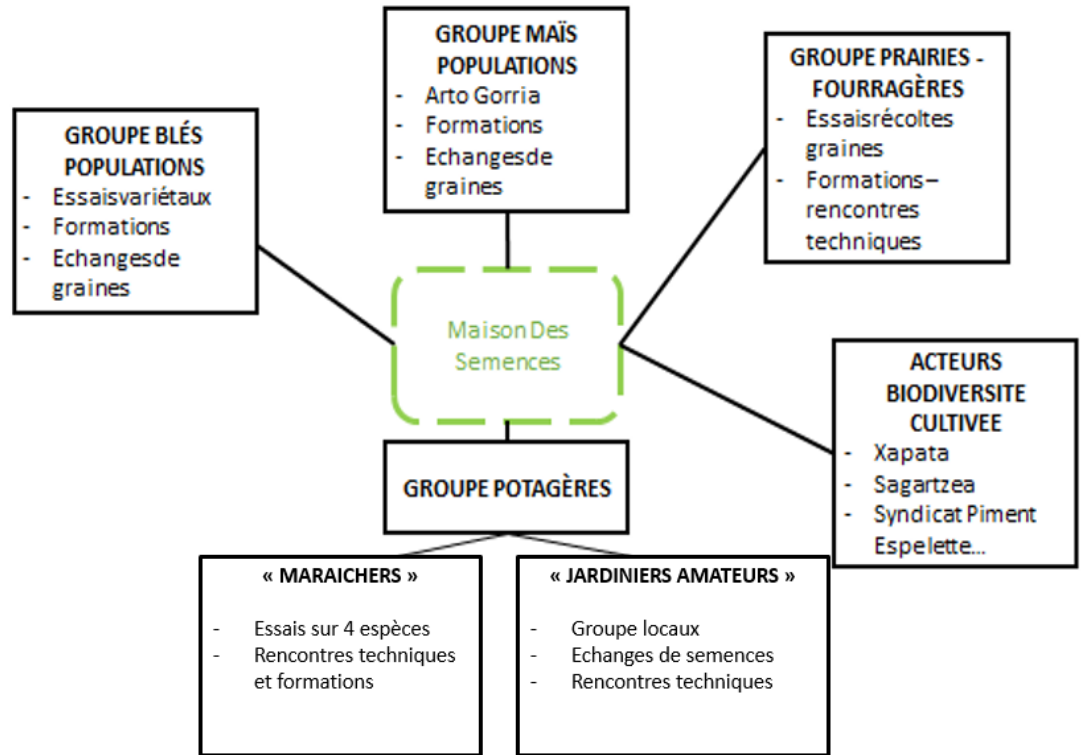 GROUPE MAÏS
POPULATIONS
- Arto Gorria
- Formations
- Echangesde
graines
GROUPE PRAIRIES -
FOURRAGÈRES
- Essaisrécoltes
graines
- Formations–
rencontres
techniques
GROUPE BLÉS
POPULATIONS
- Essaisvariétaux
- Formations
- Echangesde
graines
Maison Des
Semences
ACTEURS
BIODIVERSITE
CULTIVEE
- Xapata
- Sagartzea
- Syndicat Piment
Espelette...
GROUPE POTAGÈRES
« MARAICHERS »
- Essais sur 4 espèces
- Rencontres techniques
et formations
« JARDINIERS AMATEURS »
- Groupe locaux
- Echanges de semences
- Rencontres techniques